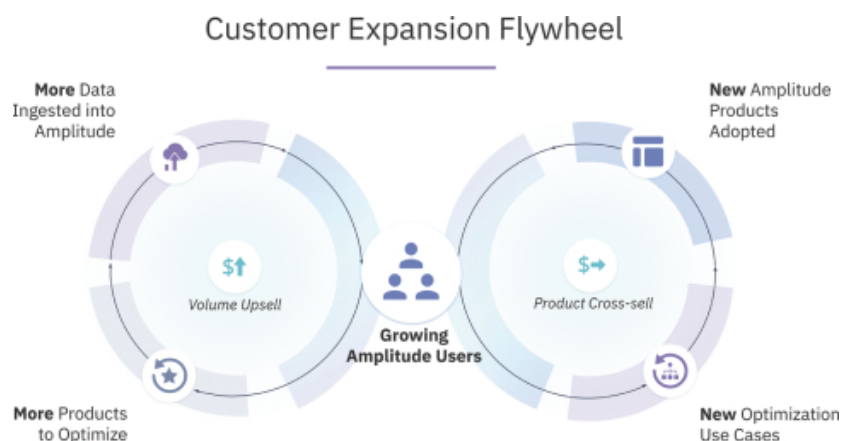 Customer Expansion Flywheel
More Data
Ingested into
Amplitude
New Amplitude
Products
Adopted
$
Volume Upsell
$
Product Cross-sell
Growing
Amplitude Users
More Products
to Optimize
New Optimization
Use Cases